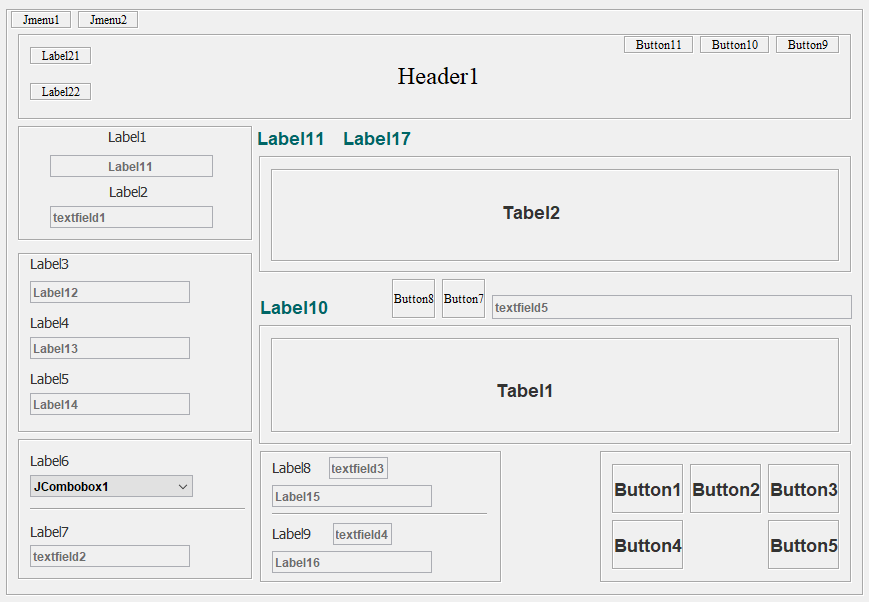 Jmenu1 Jmenu2
Label21
Label22
Header1
Button11 Button10 Button9
Label1
Label11
Label2
textfield1
Label3
Label12
Label4
Label13
Label5
Label14
Label6
JCombobox1
Label7
textfield2
Label11 Label17
Tabel2
Label10
Button8 Button7
textfield5
Tabel1
Label8 textfield3
Label15
Label9 textfield4
Label16
Button1 Button2 Button3
Button4 Button5